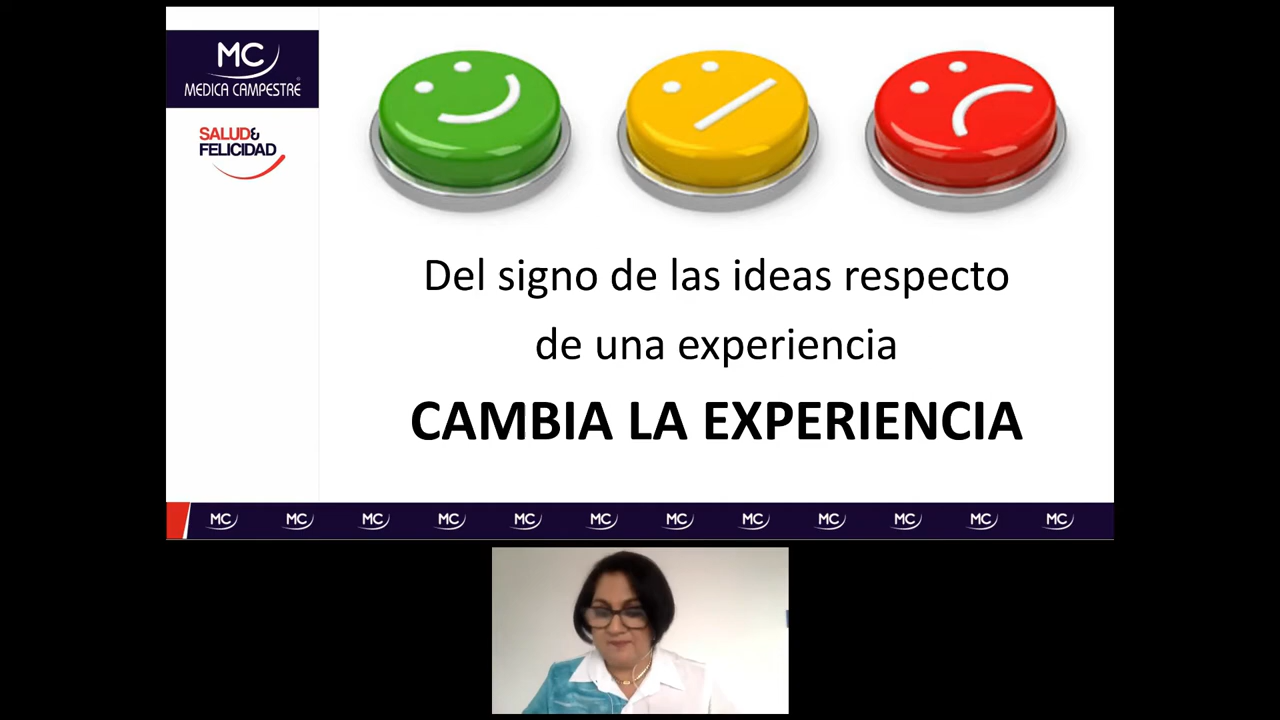 MC
MEDICA CAMPESTRE
SALUD&
FELICIDAD
Del signo de las ideas respecto
de una experiencia
CAMBIA LA EXPERIENCIA
MC MC MC MC MC MC MC MC MC MC MC MC